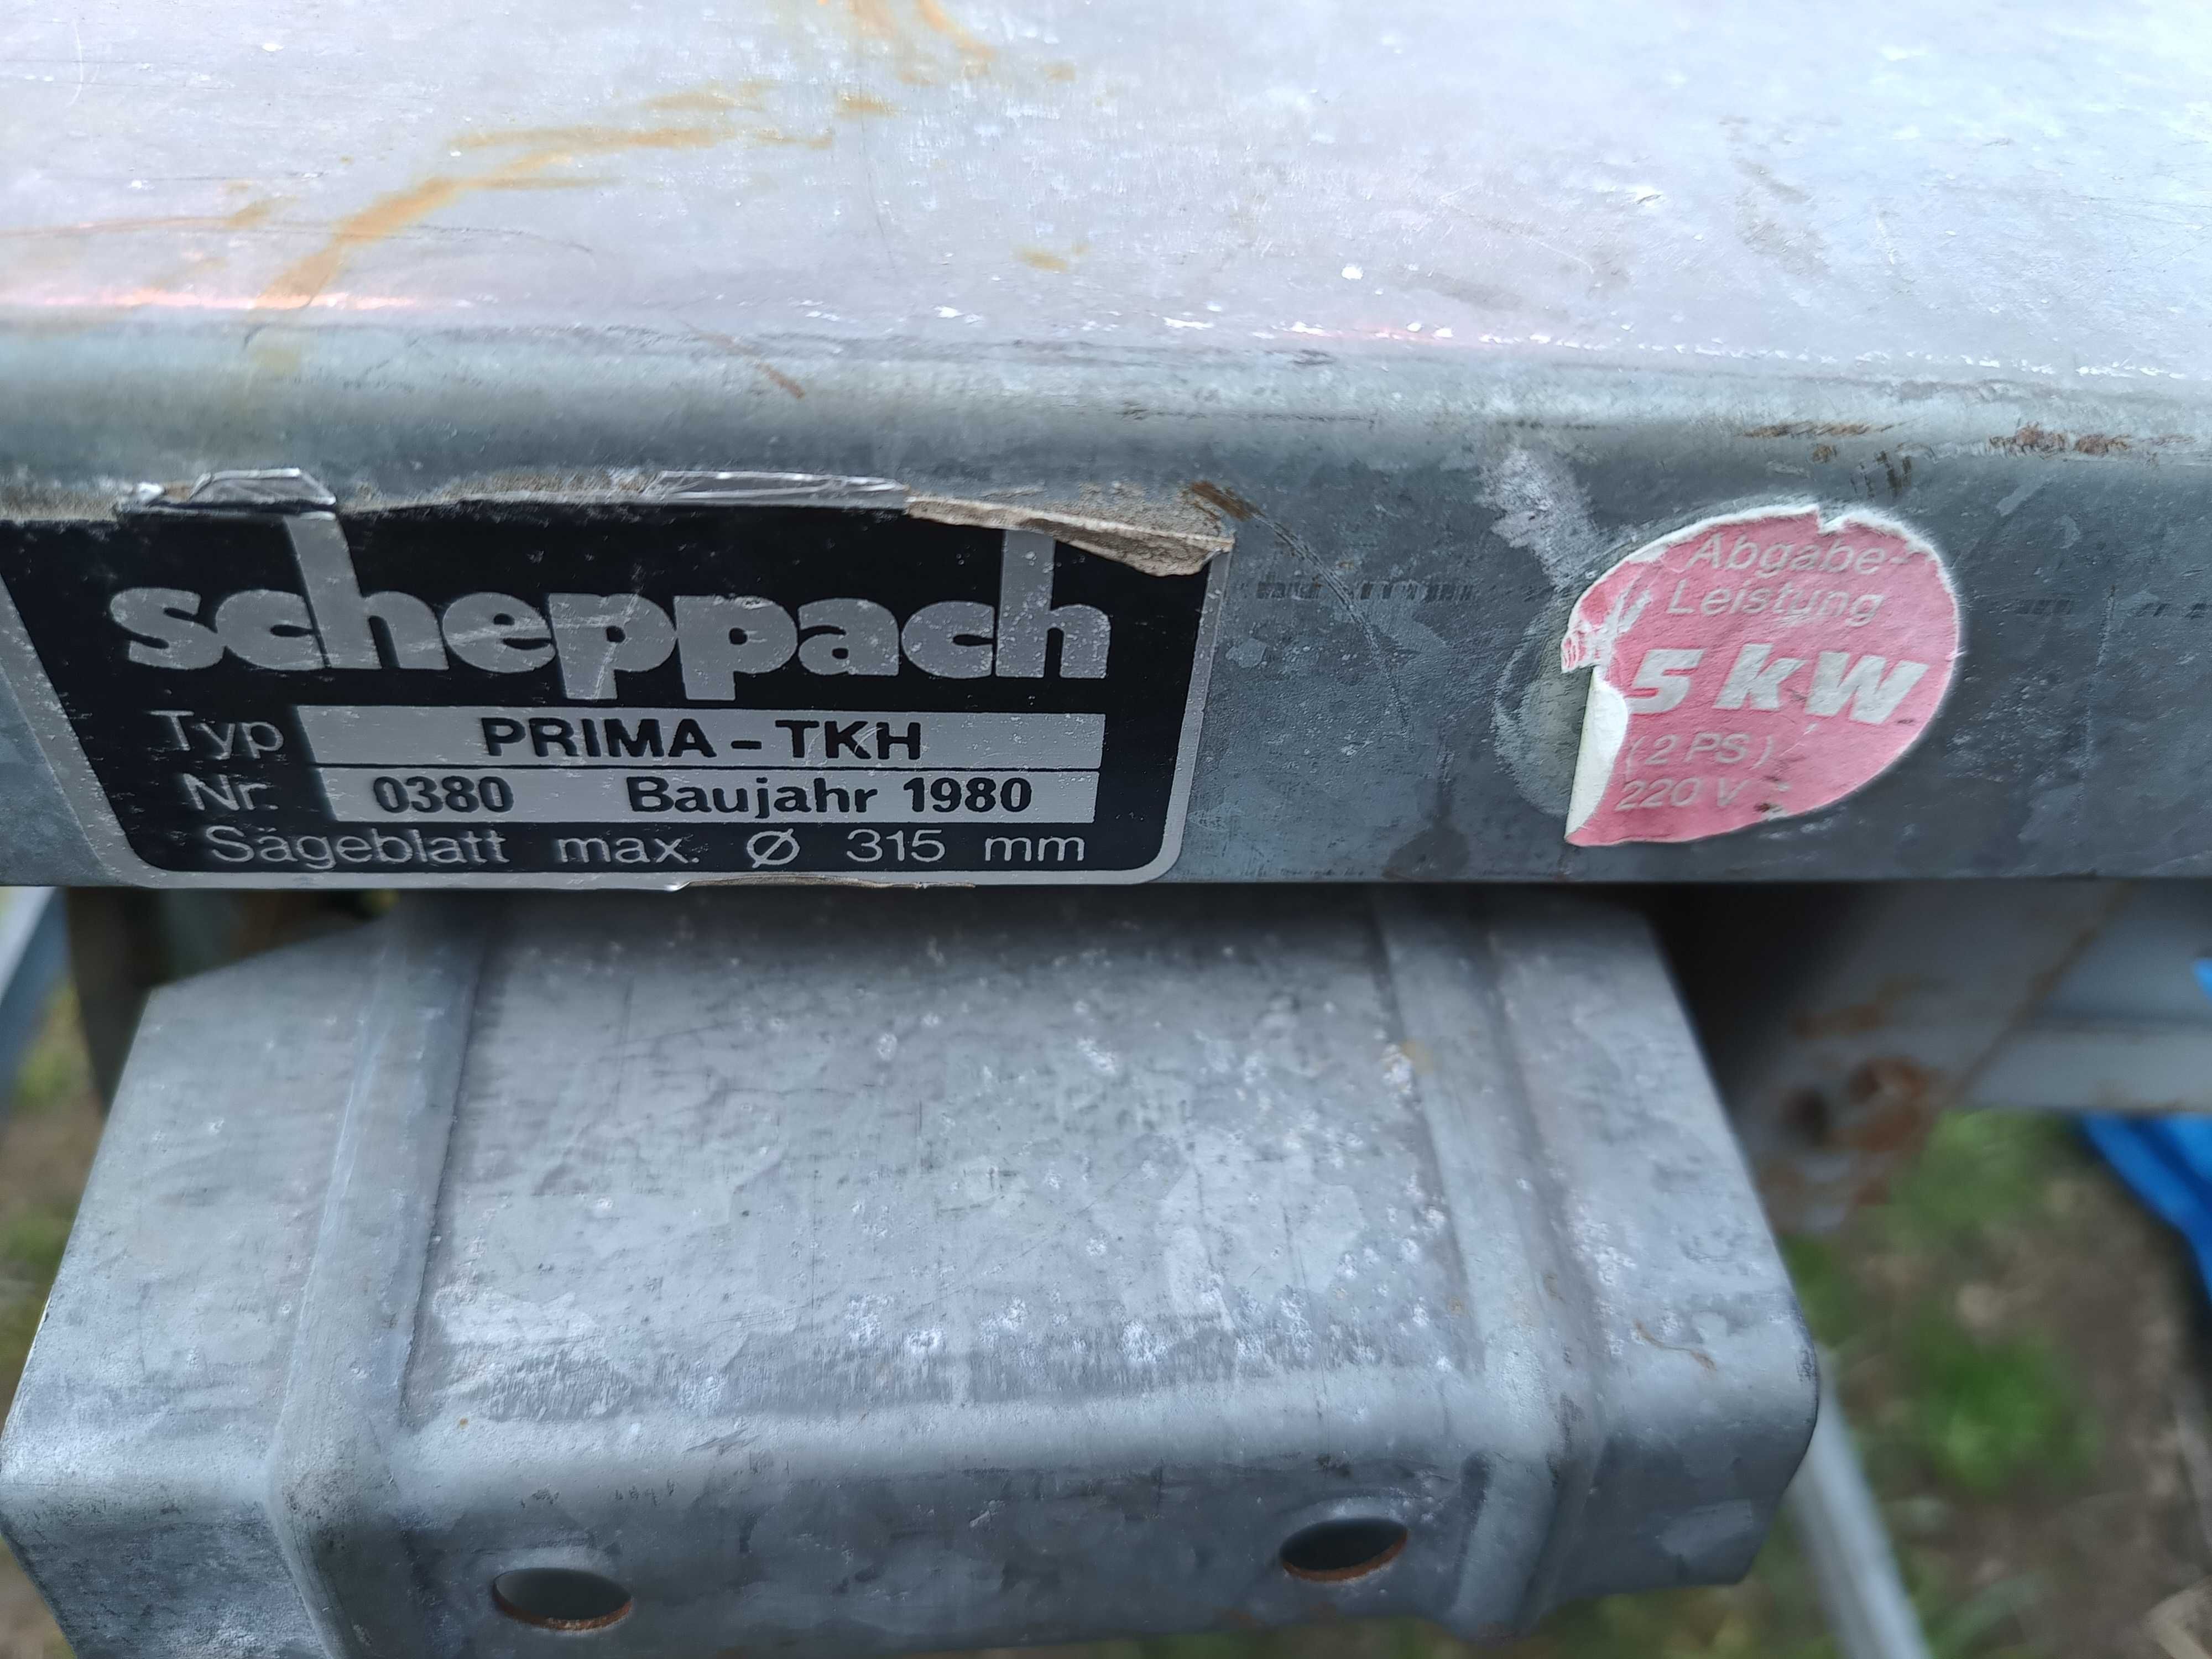 scheppach
Typ PRIMA-TKH
Nr. 0380 Baujahr 1980
Sägeblatt max. Ø 315 mm
Abgabe-
Leistung
5 kW
(2 PS)
220 V ~